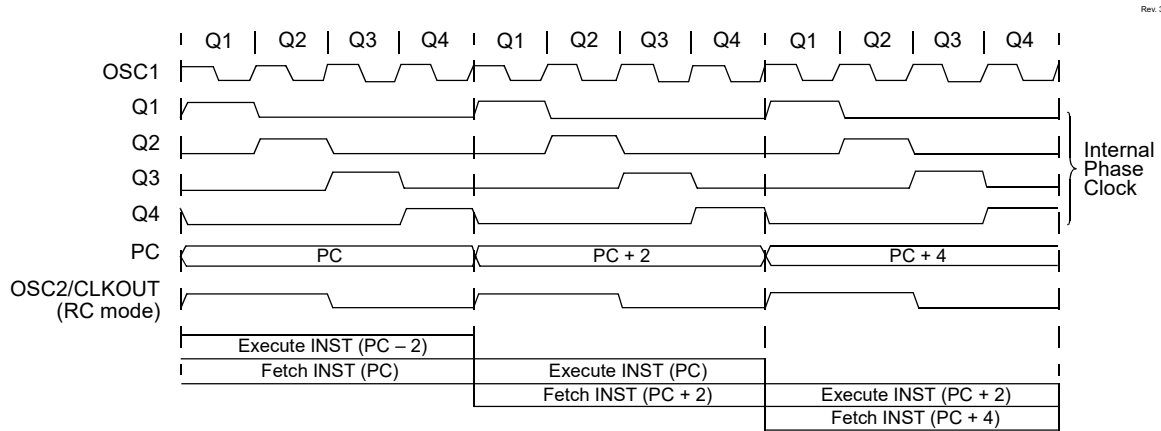 Rev. 3
Q1 Q2 Q3 Q4 Q1 Q2 Q3 Q4 Q1 Q2 Q3 Q4
OSC1
Q1
Q2
Q3
Q4
Internal
Phase
Clock
PC
PC
PC + 2
PC + 4
OSC2/CLKOUT
(RC mode)
Execute INST (PC – 2)
Fetch INST (PC)
Execute INST (PC)
Fetch INST (PC + 2)
Execute INST (PC + 2)
Fetch INST (PC + 4)